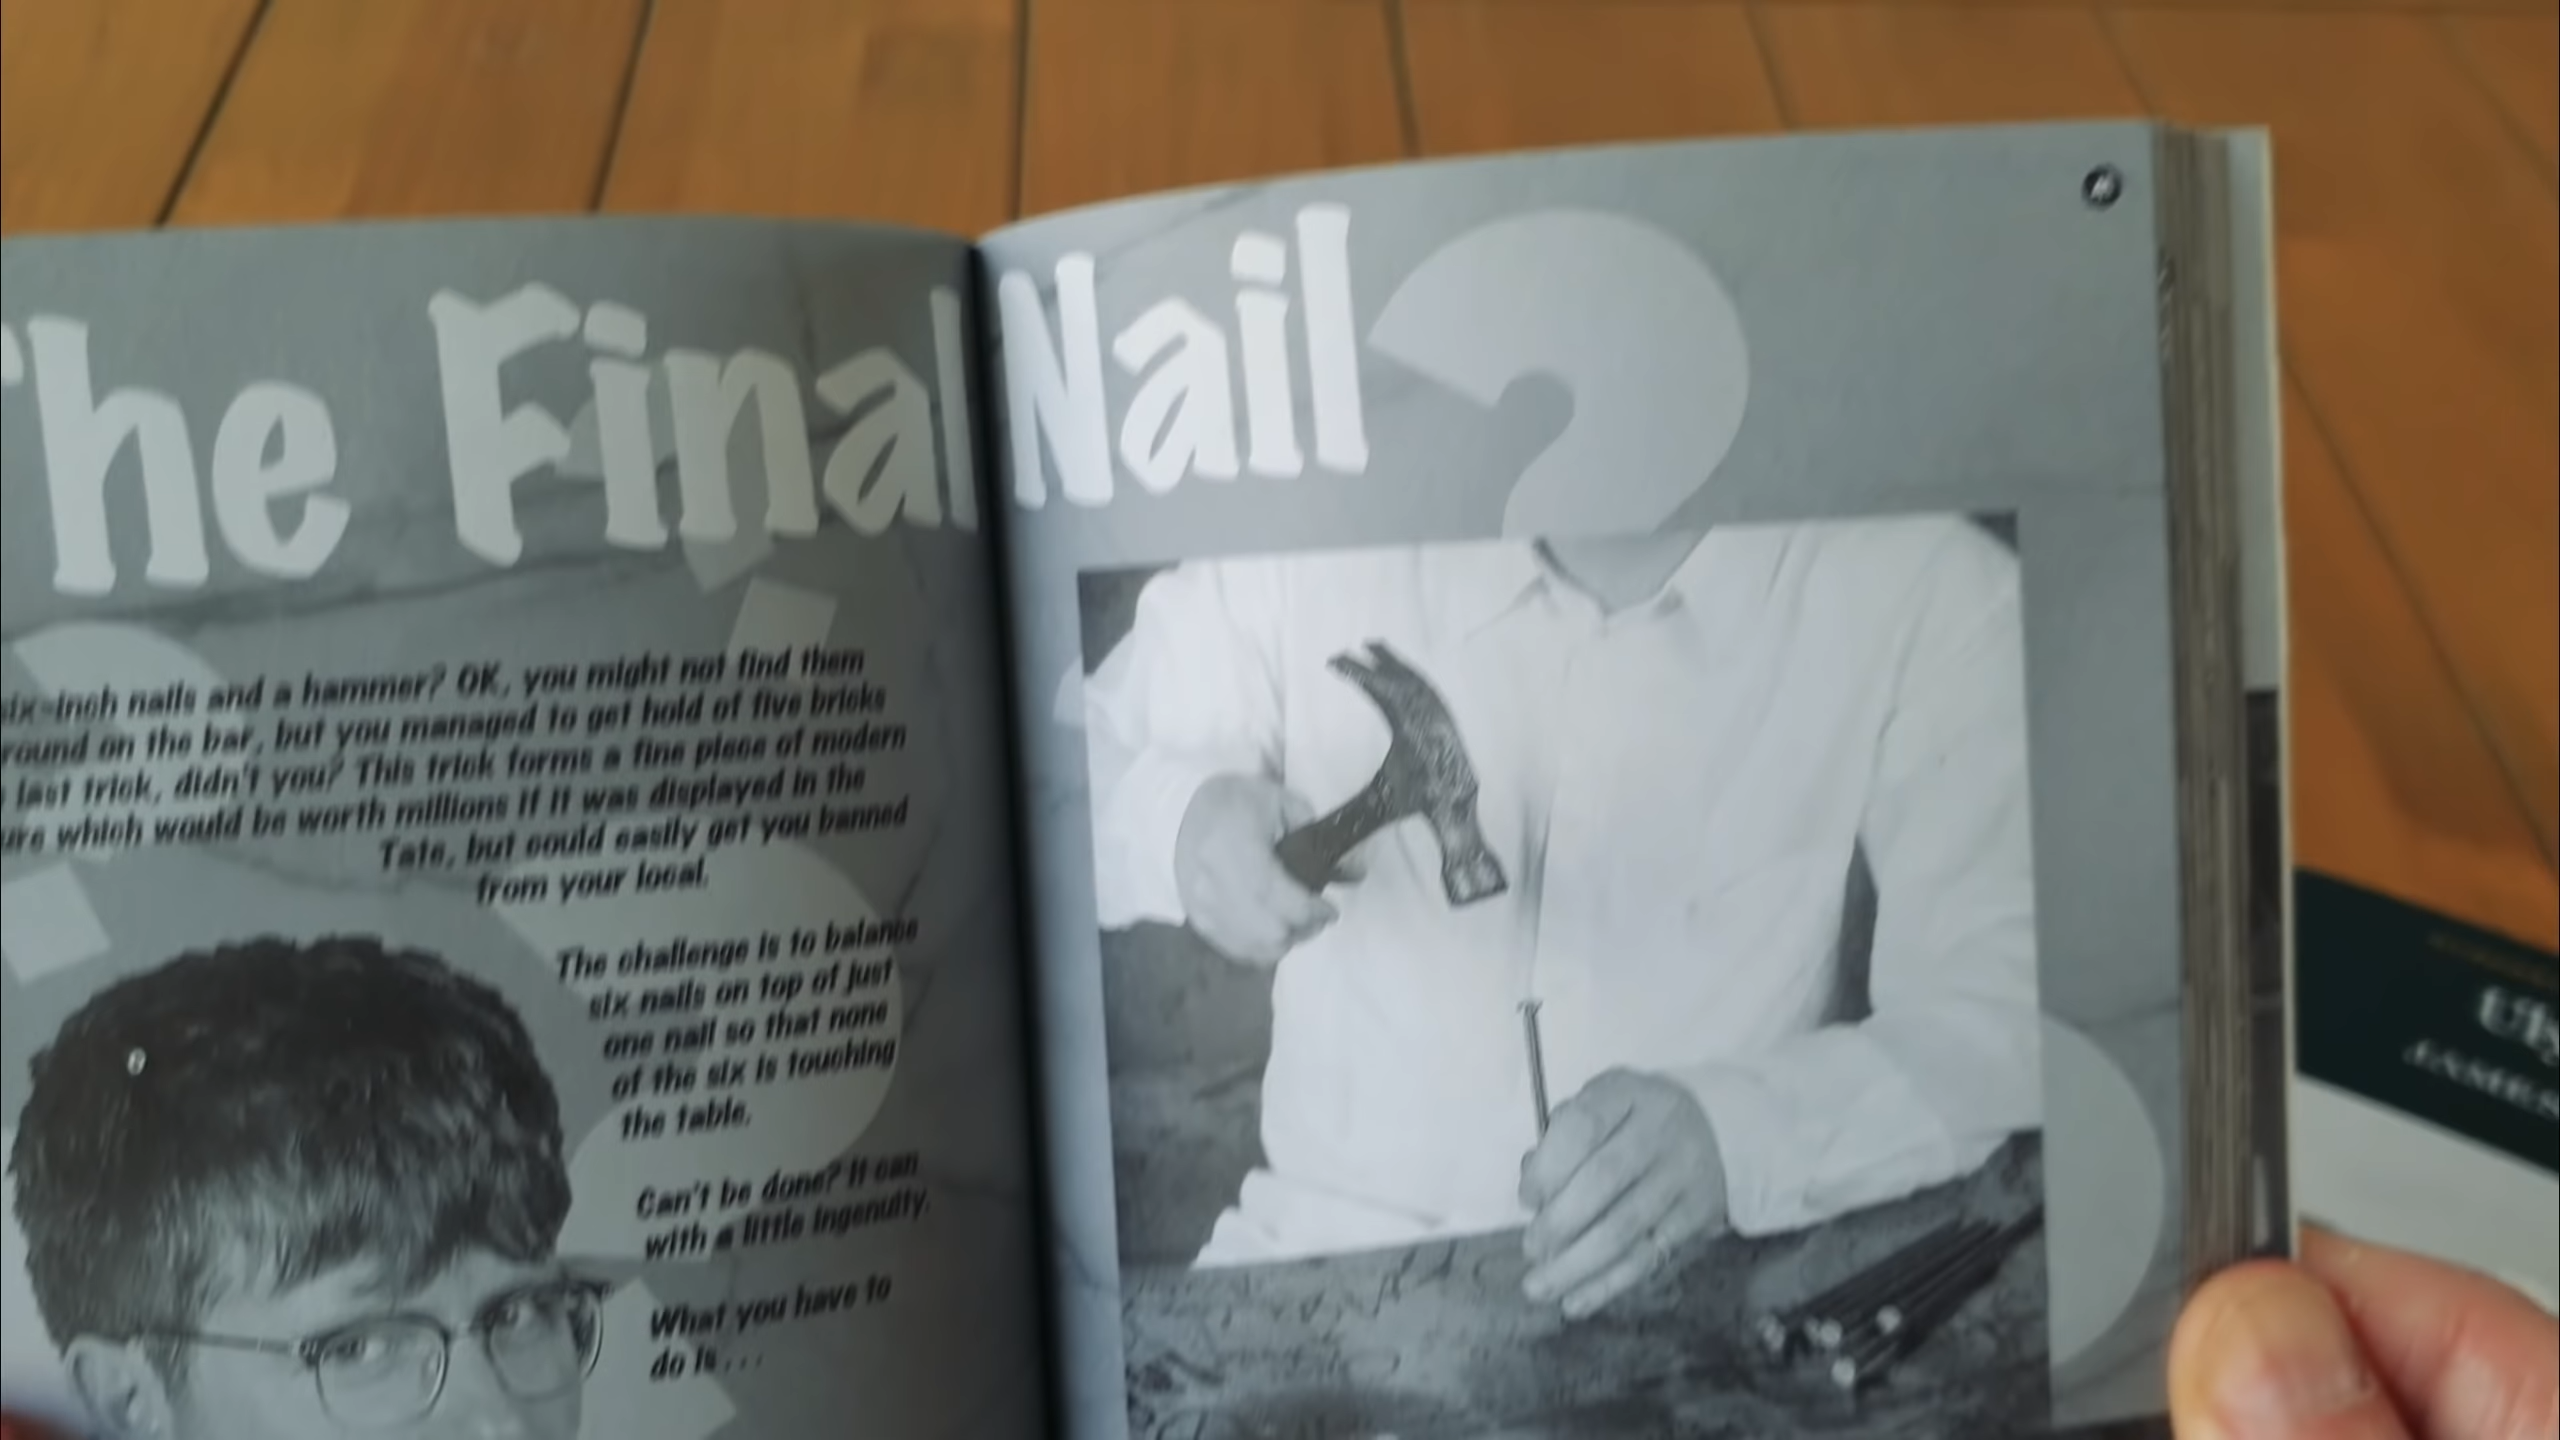 The Final Nail
six-inch nails and a hammer? OK, you might not find them
round on the bar, but you managed to get hold of five bricks
last trick, didn't you? This trick forms a fine piece of modern
ure which would be worth millions if it was displayed in the
Tate, but could easily get you banned
from your local.
The challenge is to balance
six nails on top of just
one nail so that none
of the six is touching
the table.
Can't be done? It can
with a little ingenuity.
What you have to
do is...
JAMES